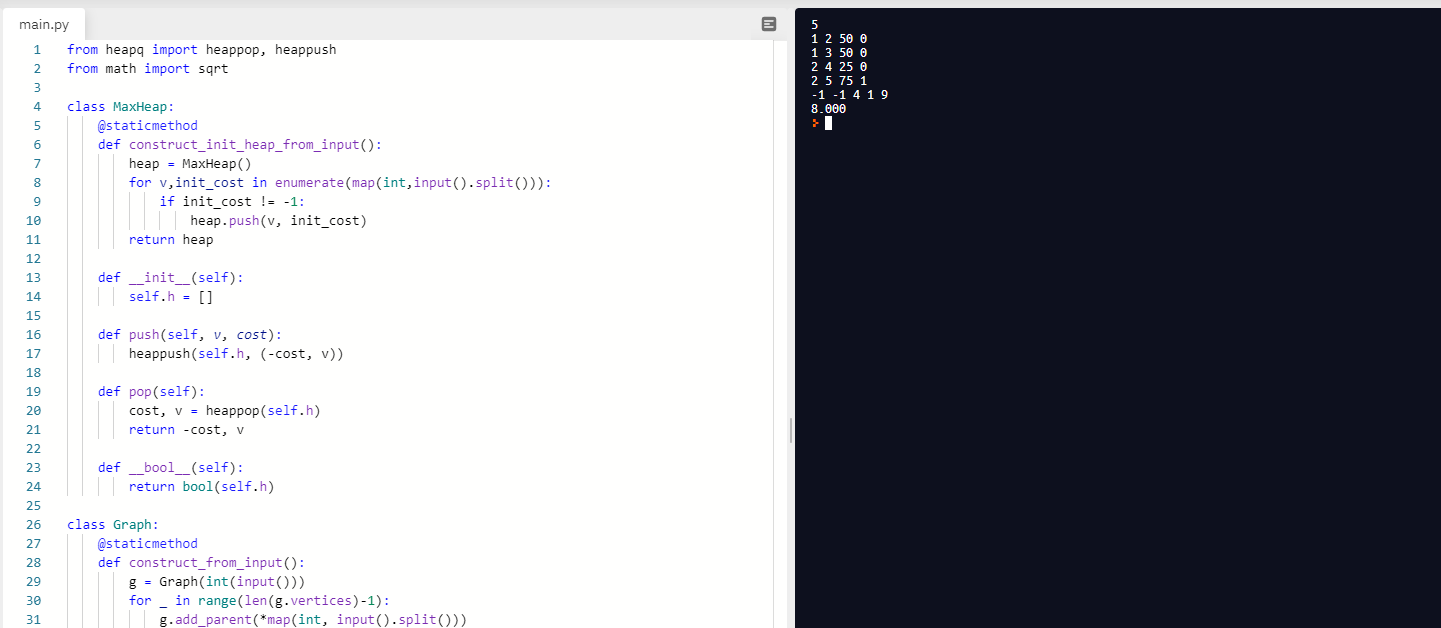 main.py
1 from heapq import heappop, heappush
2 from math import sqrt
3
4 class MaxHeap:
5 @staticmethod
6 def construct_init_heap_from_input():
7 heap = MaxHeap()
8 for v,init_cost in enumerate(map(int,input().split())):
9 if init_cost != -1:
10 heap.push(v, init_cost)
11 return heap
12
13 def __init__(self):
14 self.h = []
15
16 def push(self, v, cost):
17 heappush(self.h, (-cost, v))
18
19 def pop(self):
20 cost, v = heappop(self.h)
21 return -cost, v
22
23 def __bool__(self):
24 return bool(self.h)
25
26 class Graph:
27 @staticmethod
28 def construct_from_input():
29 g = Graph(int(input()))
30 for _ in range(len(g.vertices)-1):
31 g.add_parent(*map(int, input().split()))
5
1 2 50 0
1 3 50 0
2 4 25 0
2 5 75 1
-1 -1 4 1 9
8.000
>